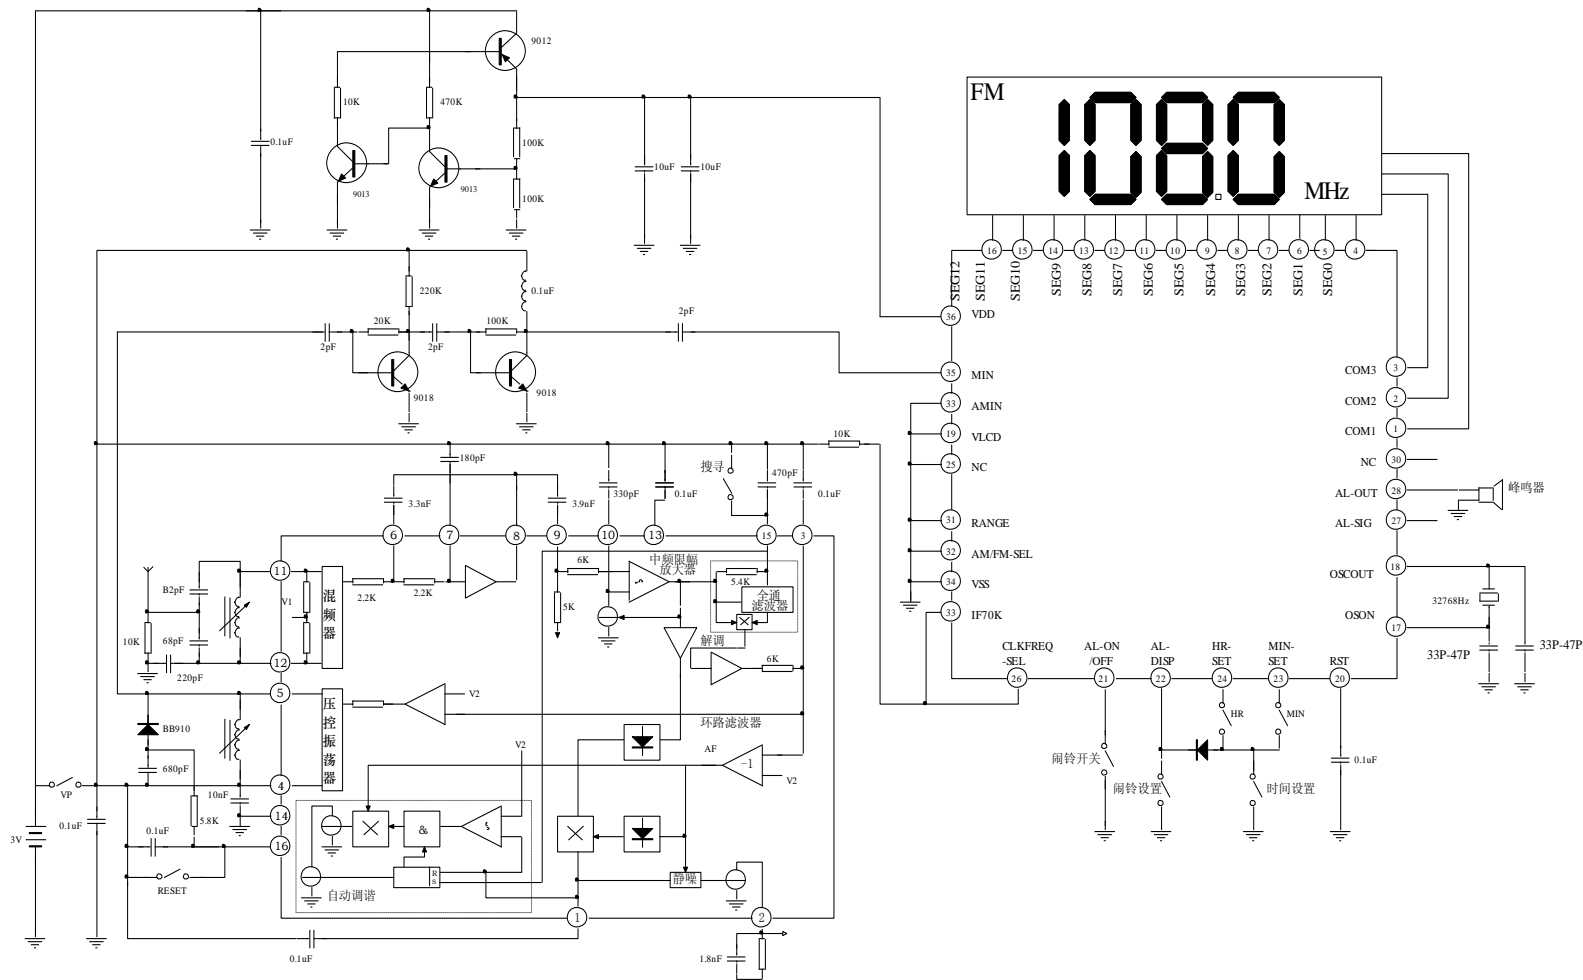 9012
10K
470K
0.1uF
100K
9013
9013
100K
10uF
10uF
FM
1080
MHz
16
15
14
13
12
11
10
9
8
7
6
5
4
SEG12
SEG11
SEG10
SEG9
SEG8
SEG7
SEG6
SEG5
SEG4
SEG3
SEG2
SEG1
SEG0
220K
0.1uF
20K
100K
2pF
2pF
2pF
9018
9018
36
VDD
35
MIN
33
AMIN
19
VLCD
25
NC
31
RANGE
32
AM/FM-SEL
34
VSS
33
IF70K
COM3
3
COM2
2
COM1
1
NC
30
AL-OUT
28
峰鸣器
AL-SIG
27
OSCOUT
18
32768Hz
OSON
17
33P-47P
33P-47P
CLKFREQ
-SEL
26
AL-ON
/OFF
21
AL-
DISP
22
HR-
SET
24
MIN-
SET
23
RST
20
HR
MIN
闹铃开关
闹铃设置
时间设置
0.1uF
10K
180pF
3.3nF
3.9nF
330pF
0.1uF
搜寻
470pF
0.1uF
6
7
8
9
10
13
15
3
11
B2pF
V1
混频器
2.2K
2.2K
6K
5K
中频限幅
放大器
5.4K
全通
滤波器
10K
68pF
220pF
12
解调
6K
5
BB910
680pF
压控振荡器
V2
环路滤波器
4
VP
10nF
14
5.8K
0.1uF
16
RESET
3V
0.1uF
V2
AF
-1
V2
&
R
S
自动调谐
静噪
1
2
0.1uF
1.8nF